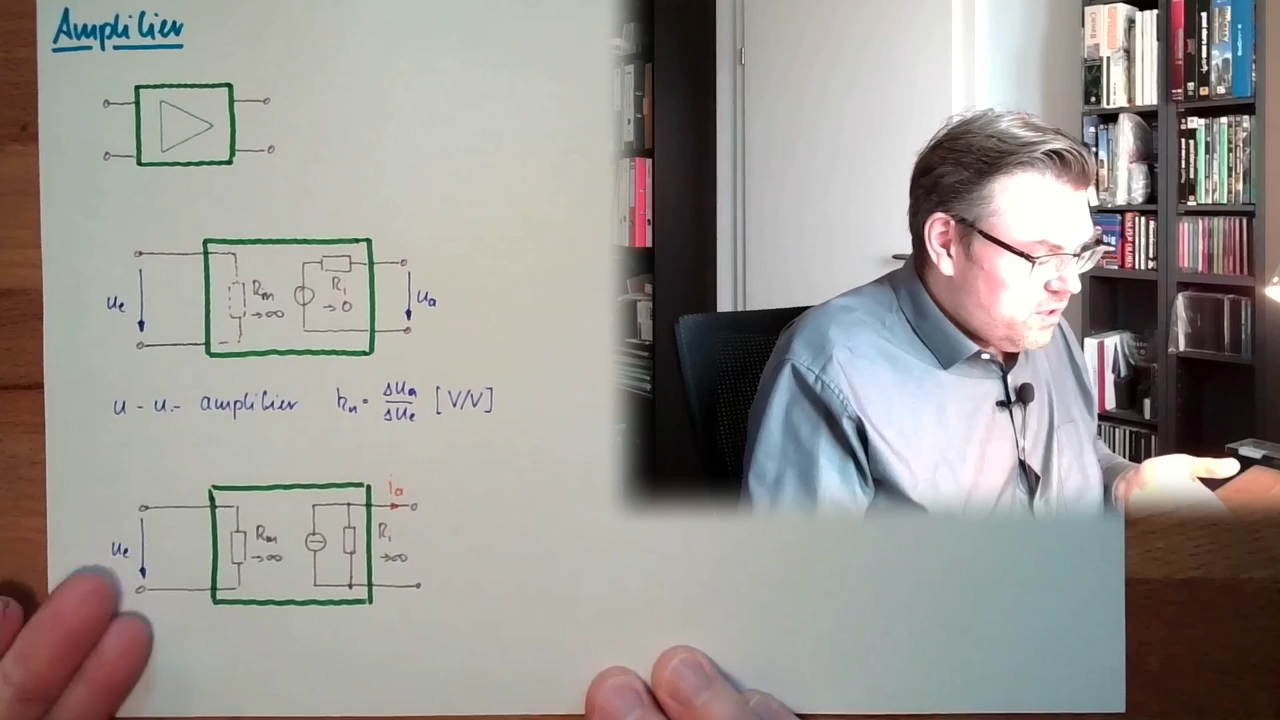 Amplifier
ue Rin →∞ Ri →0 ua
u - u - amplifier ku = Δua/Δue [V/V]
ia
ue Rin →∞ Ri →∞